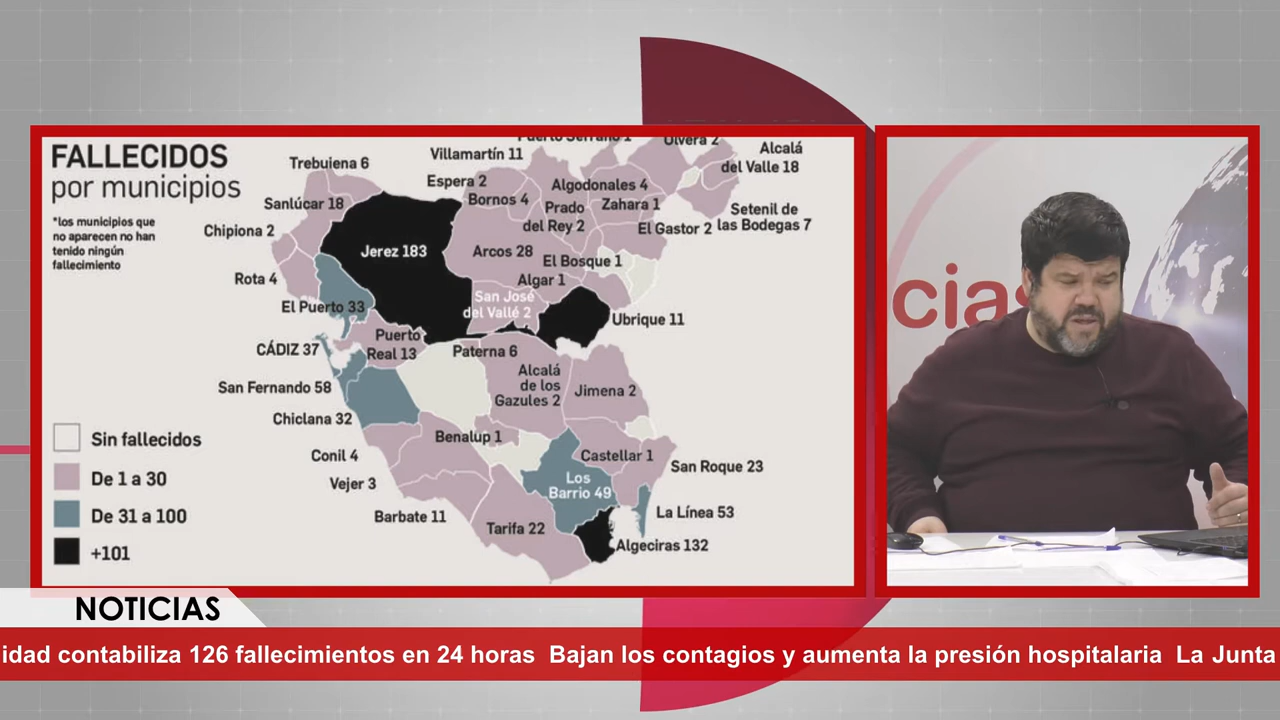 FALLECIDOS
por municipios
*los municipios que
no aparecen no han
tenido ningún
fallecimiento
Puerto Serrano 1
Olvera 2
Alcalá
del Valle 18
Trebuiena 6
Villamartín 11
Espera 2
Algodonales 4
Sanlúcar 18
Bornos 4
Prado
del Rey 2
Zahara 1
Setenil de
las Bodegas 7
Chipiona 2
El Gastor 2
Jerez 183
Arcos 28
El Bosque 1
Rota 4
Algar 1
El Puerto 33
San José
del Vallé 2
Ubrique 11
CÁDIZ 37
Puerto
Real 13
Paterna 6
San Fernando 58
Alcalá
de los
Gazules 2
Jimena 2
Chiclana 32
Benalup 1
Conil 4
Castellar 1
San Roque 23
Vejer 3
Los
Barrio 49
Barbate 11
La Línea 53
Tarifa 22
Algeciras 132
Sin fallecidos
De 1 a 30
De 31 a 100
+101
cias
NOTICIAS
idad contabiliza 126 fallecimientos en 24 horas Bajan los contagios y aumenta la presión hospitalaria La Junta